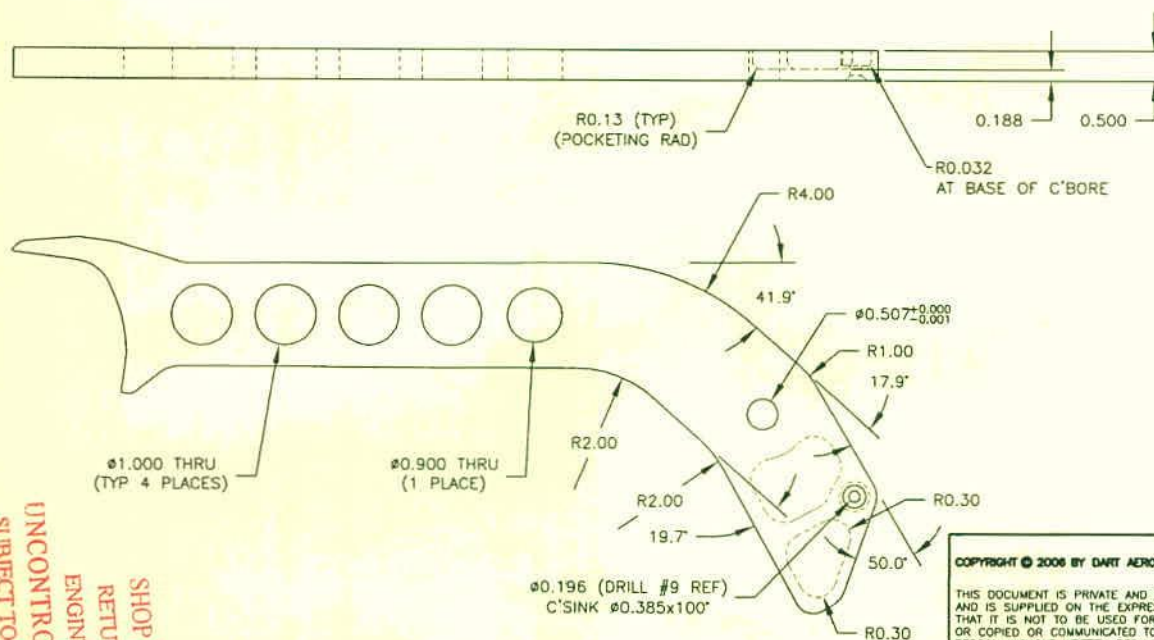 R0.13 (TYP)
(POCKETING RAD)
0.188
0.500
R0.032
AT BASE OF C'BORE
R4.00
41.9°
ø0.507+0.000
-0.001
R1.00
17.9°
R2.00
ø1.000 THRU
(TYP 4 PLACES)
ø0.900 THRU
(1 PLACE)
R2.00
19.7°
R0.30
50.0°
ø0.196 (DRILL #9 REF)
C'SINK ø0.385x100°
R0.30
COPYRIGHT © 2006 BY DART
THIS DOCUMENT IS PRIVATE AND
AND IS SUPPLIED ON THE
THAT IT IS NOT TO BE USED FOR
OR COPIED OR COMMUNICATED TO
SHOP
UNCONTRO
SUBJECT TO